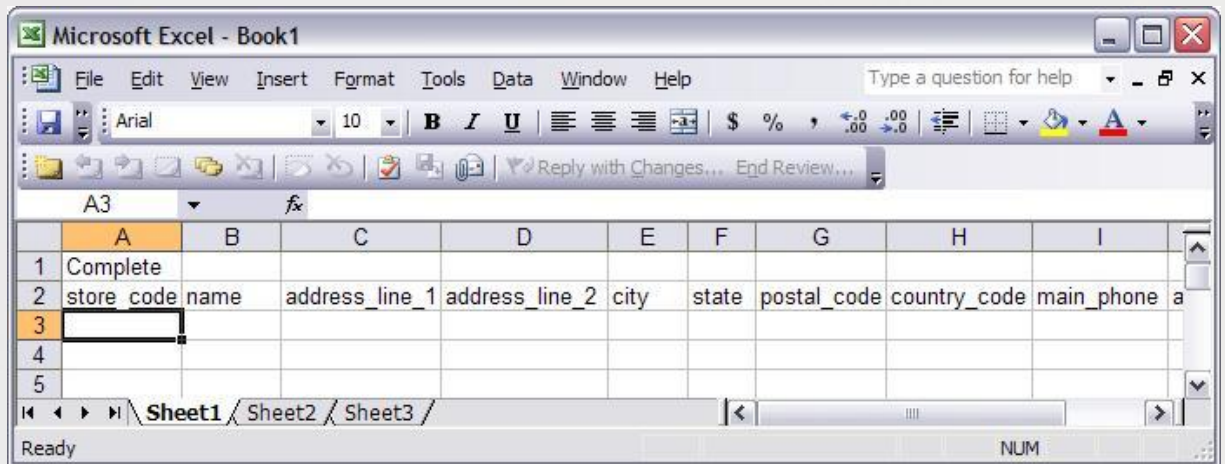 Microsoft Excel - Book1
File Edit View Insert Format Tools Data Window Help Type a question for help
Arial 10 B I U $ % , .00 .00 A
Reply with Changes... End Review...
A3 fx
A B C D E F G H I
1 Complete
2 store_code name address_line_1 address_line_2 city state postal_code country_code main_phone a
3
4
5
Sheet1 / Sheet2 / Sheet3 /
Ready NUM